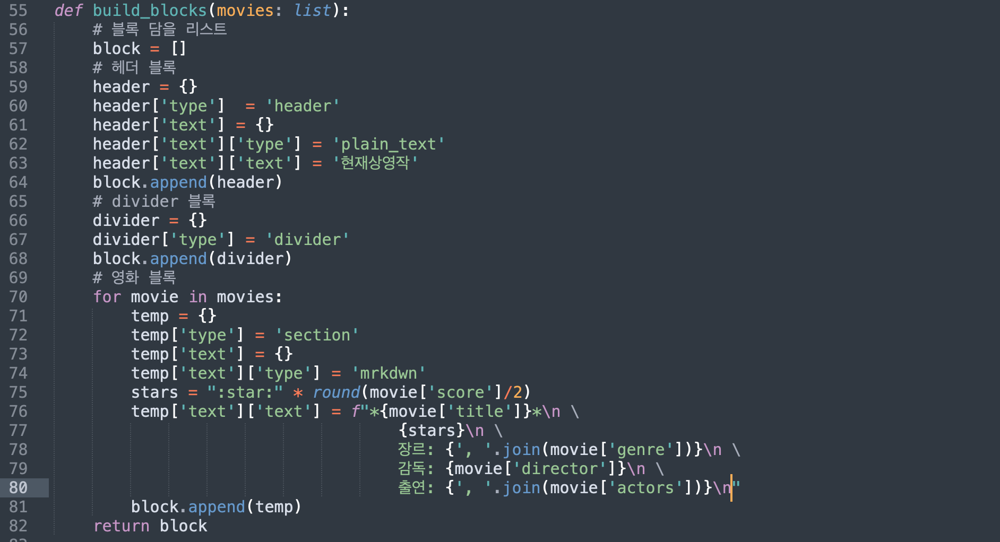 55 def build_blocks(movies: list):
56     # 블록 담을 리스트
57     block = []
58     # 헤더 블록
59     header = {}
60     header['type']  = 'header'
61     header['text'] = {}
62     header['text']['type'] = 'plain_text'
63     header['text']['text'] = '현재상영작'
64     block.append(header)
65     # divider 블록
66     divider = {}
67     divider['type'] = 'divider'
68     block.append(divider)
69     # 영화 블록
70     for movie in movies:
71         temp = {}
72         temp['type'] = 'section'
73         temp['text'] = {}
74         temp['text']['type'] = 'mrkdwn'
75         stars = ":star:" * round(movie['score']/2)
76         temp['text']['text'] = f"*{movie['title']}*\n \
77                                     {stars}\n \
78                                     장르: {', '.join(movie['genre'])}\n \
79                                     감독: {movie['director']}\n \
80                                     출연: {', '.join(movie['actors'])}\n"
81         block.append(temp)
82     return block